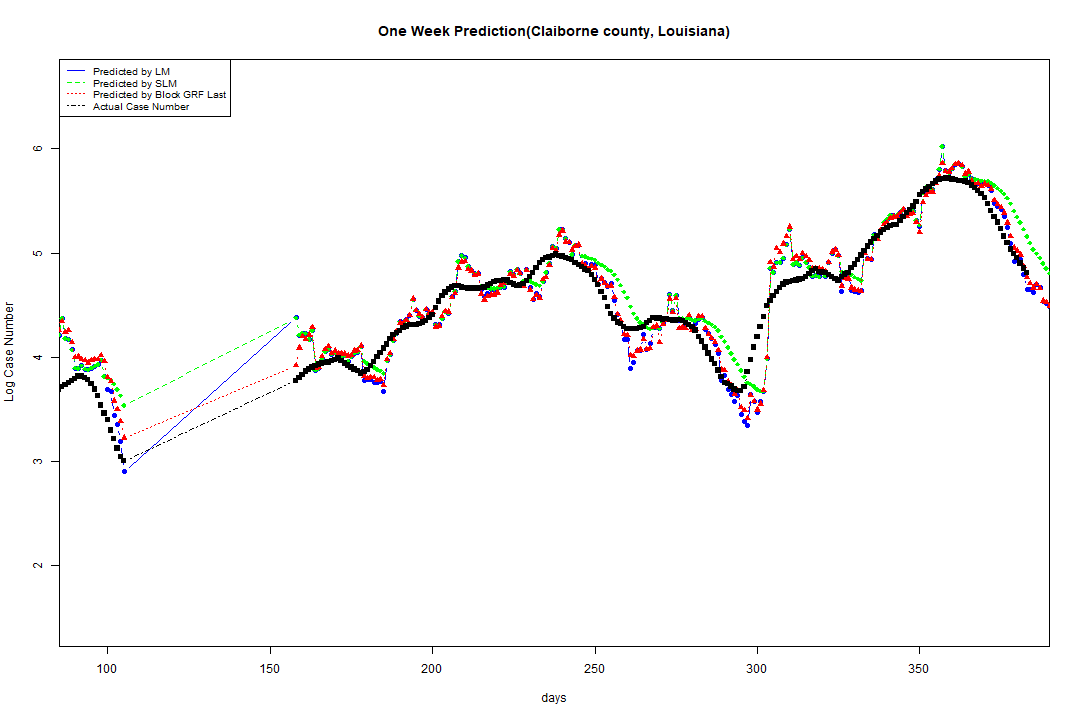 One Week Prediction(Claiborne county, Louisiana)
Predicted by LM
Predicted by SLM
Predicted by Block GRF Last
Actual Case Number
6
5
4
3
2
Log Case Number
100 150 200 250 300 350
days